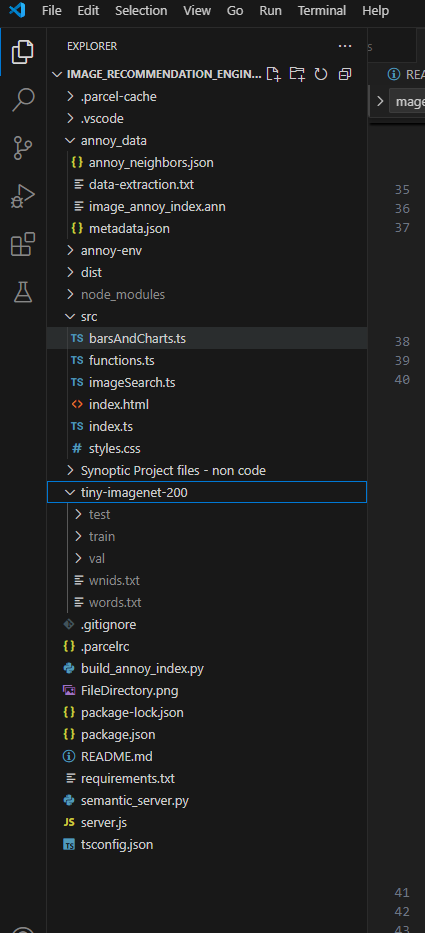 File Edit Selection View Go Run Terminal Help
EXPLORER ...
IMAGE_RECOMMENDATION_ENGIN...
.parcel-cache
.vscode
annoy_data
{} annoy_neighbors.json
data-extraction.txt
image_annoy_index.ann
{} metadata.json
annoy-env
dist
node_modules
src
TS barsAndCharts.ts
TS functions.ts
TS imageSearch.ts
<> index.html
TS index.ts
# styles.css
Synoptic Project files - non code
tiny-imagenet-200
test
train
val
wnids.txt
words.txt
.gitignore
{} .parcelrc
build_annoy_index.py
FileDirectory.png
{} package-lock.json
{} package.json
README.md
requirements.txt
semantic_server.py
JS server.js
TS tsconfig.json
s
REA
mage
35
36
37
38
39
40
41
42
43